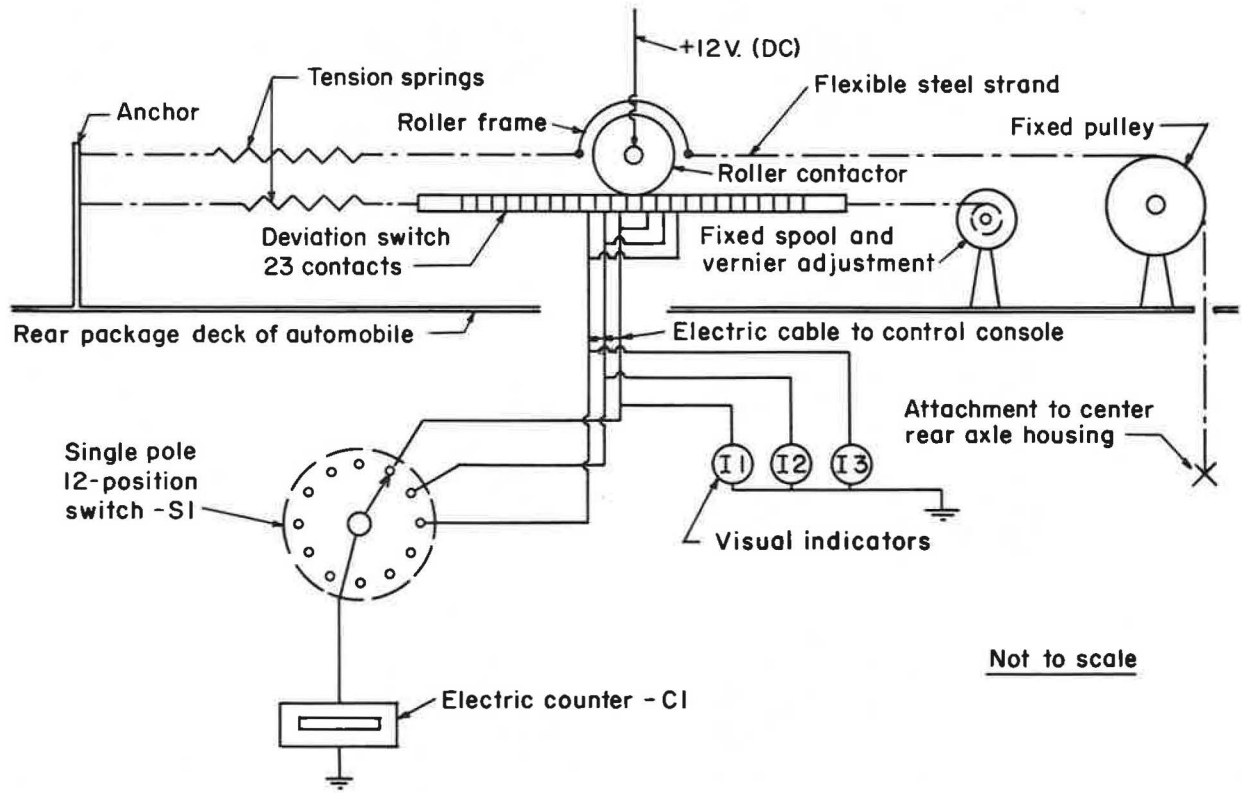 +12V. (DC)
Tension springs
Flexible steel strand
Anchor
Roller frame
Fixed pulley
Roller contactor
Deviation switch
23 contacts
Fixed spool and
vernier adjustment
Rear package deck of automobile
Electric cable to control console
Attachment to center
rear axle housing
Single pole
12-position
switch -S1
I1 I2 I3
Visual indicators
Not to scale
Electric counter -C1